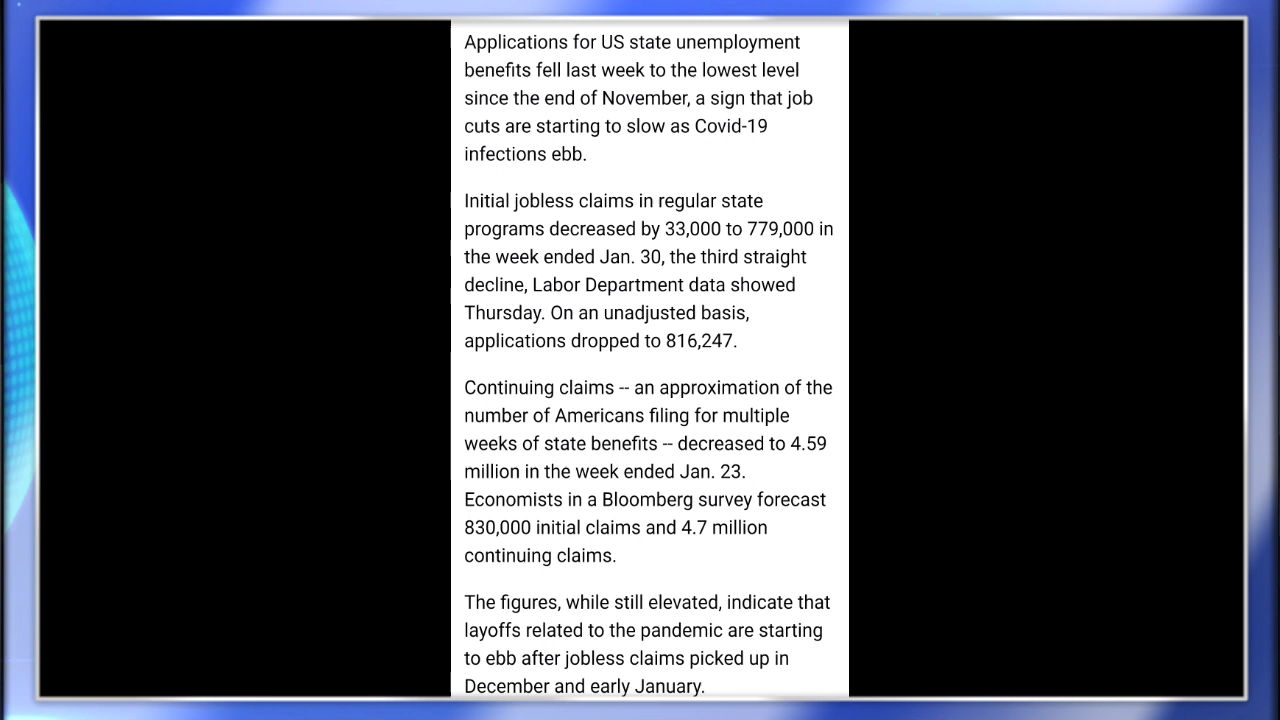 Applications for US state unemployment
benefits fell last week to the lowest level
since the end of November, a sign that job
cuts are starting to slow as Covid-19
infections ebb.
Initial jobless claims in regular state
programs decreased by 33,000 to 779,000 in
the week ended Jan. 30, the third straight
decline, Labor Department data showed
Thursday. On an unadjusted basis,
applications dropped to 816,247.
Continuing claims -- an approximation of the
number of Americans filing for multiple
weeks of state benefits -- decreased to 4.59
million in the week ended Jan. 23.
Economists in a Bloomberg survey forecast
830,000 initial claims and 4.7 million
continuing claims.
The figures, while still elevated, indicate that
layoffs related to the pandemic are starting
to ebb after jobless claims picked up in
December and early January.